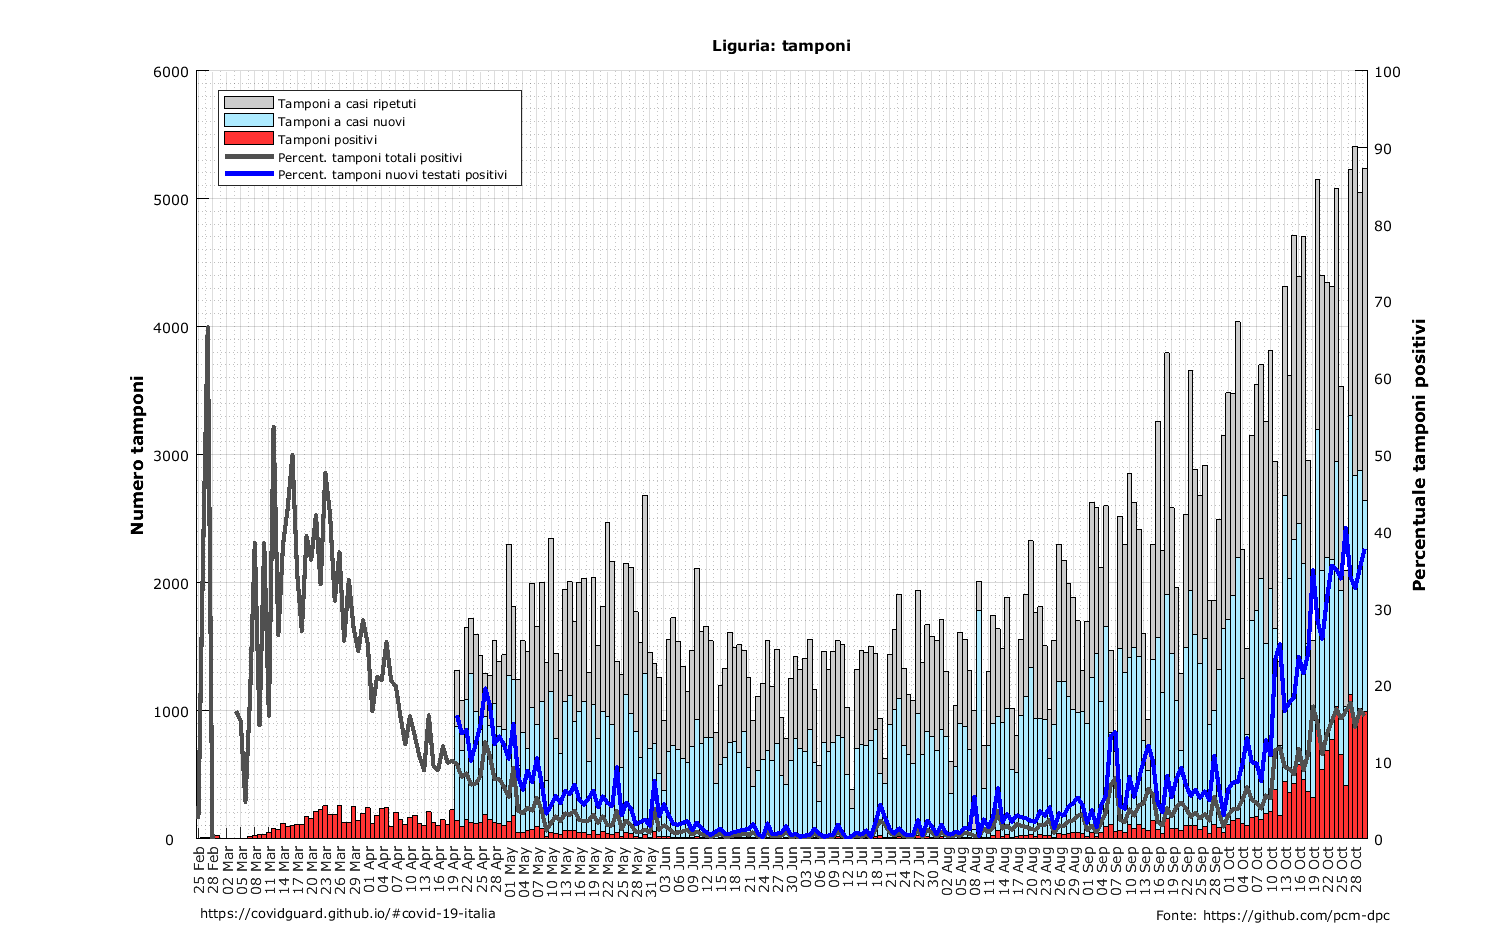 Liguria: tamponi
6000
5000
4000
3000
2000
1000
0
Numero tamponi
Tamponi a casi ripetuti
Tamponi a casi nuovi
Tamponi positivi
Percent. tamponi totali positivi
Percent. tamponi nuovi testati positivi
100
90
80
70
60
50
40
30
20
10
0
Percentuale tamponi positivi
25 Feb
28 Feb
02 Mar
05 Mar
08 Mar
11 Mar
14 Mar
17 Mar
20 Mar
23 Mar
26 Mar
29 Mar
01 Apr
04 Apr
07 Apr
10 Apr
13 Apr
16 Apr
19 Apr
22 Apr
25 Apr
28 Apr
01 May
04 May
07 May
10 May
13 May
16 May
19 May
22 May
25 May
28 May
31 May
03 Jun
06 Jun
09 Jun
12 Jun
15 Jun
18 Jun
21 Jun
24 Jun
27 Jun
30 Jun
03 Jul
06 Jul
09 Jul
12 Jul
15 Jul
18 Jul
21 Jul
24 Jul
27 Jul
30 Jul
02 Aug
05 Aug
08 Aug
11 Aug
14 Aug
17 Aug
20 Aug
23 Aug
26 Aug
29 Aug
01 Sep
04 Sep
07 Sep
10 Sep
13 Sep
16 Sep
19 Sep
22 Sep
25 Sep
28 Sep
01 Oct
04 Oct
07 Oct
10 Oct
13 Oct
16 Oct
19 Oct
22 Oct
25 Oct
28 Oct
https://covidguard.github.io/#covid-19-italia
Fonte: https://github.com/pcm-dpc